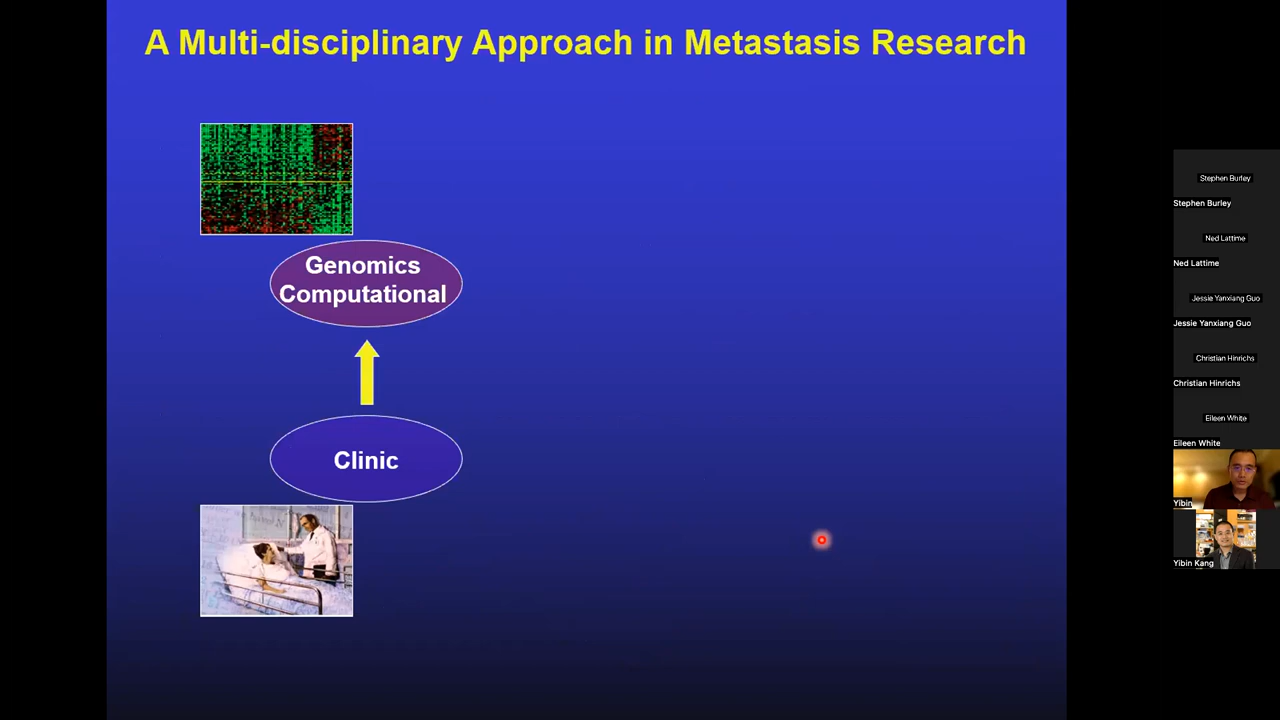 A Multi-disciplinary Approach in Metastasis Research
Genomics
Computational
Clinic
Stephen Burley
Stephen Burley
Ned Lattime
Ned Lattime
Jessie Yanxiang Guo
Jessie Yanxiang Guo
Christian Hinrichs
Christian Hinrichs
Eileen White
Eileen White
Yibin
Yibin Kang